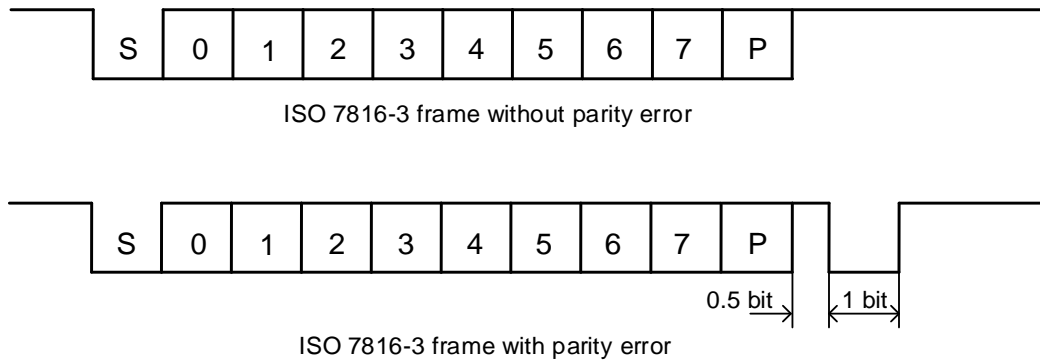 S 0 1 2 3 4 5 6 7 P
ISO 7816-3 frame without parity error
S 0 1 2 3 4 5 6 7 P
0.5 bit 1 bit
ISO 7816-3 frame with parity error